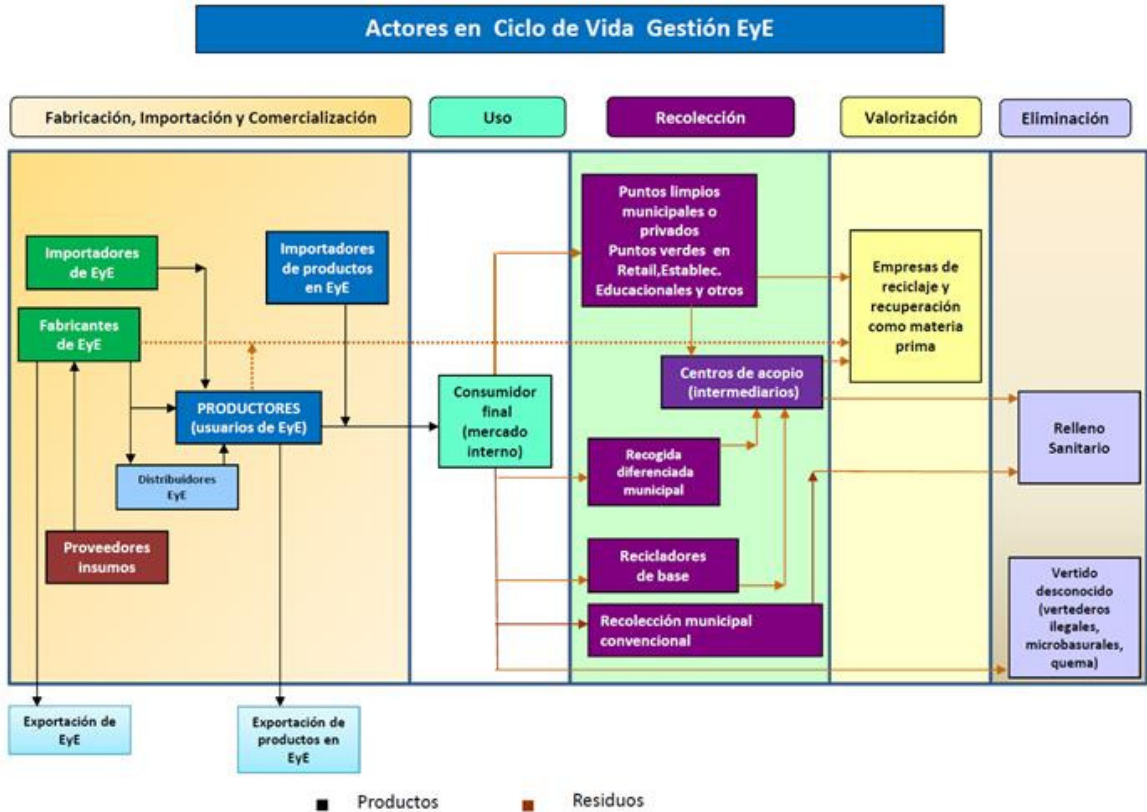 Actores en Ciclo de Vida Gestión EyE
Fabricación, Importación y Comercialización
Uso
Recolección
Valorización
Eliminación
Importadores
de EyE
Fabricantes
de EyE
Importadores
de productos
en EyE
PRODUCTORES
(usuarios de EyE)
Distribuidores
EyE
Proveedores
insumos
Exportación de
EyE
Exportación de
productos en
EyE
Consumidor
final
(mercado
interno)
Puntos limpios
municipales o
privados
Puntos verdes en
Retail,Establec.
Educacionales y otros
Centros de acopio
(intermediarios)
Recogida
diferenciada
municipal
Recicladores
de base
Recolección municipal
convencional
Empresas de
reciclaje y
recuperación
como materia
prima
Relleno
Sanitario
Vertido
desconocido
(vertederos
ilegales,
microbasurales,
quema)
Productos
Residuos